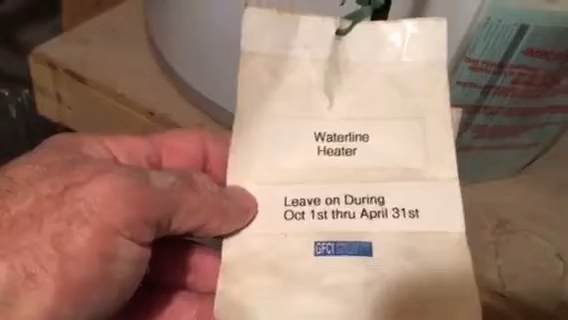 Waterline
Heater
Leave on During
Oct 1st thru April 31st
GFCI